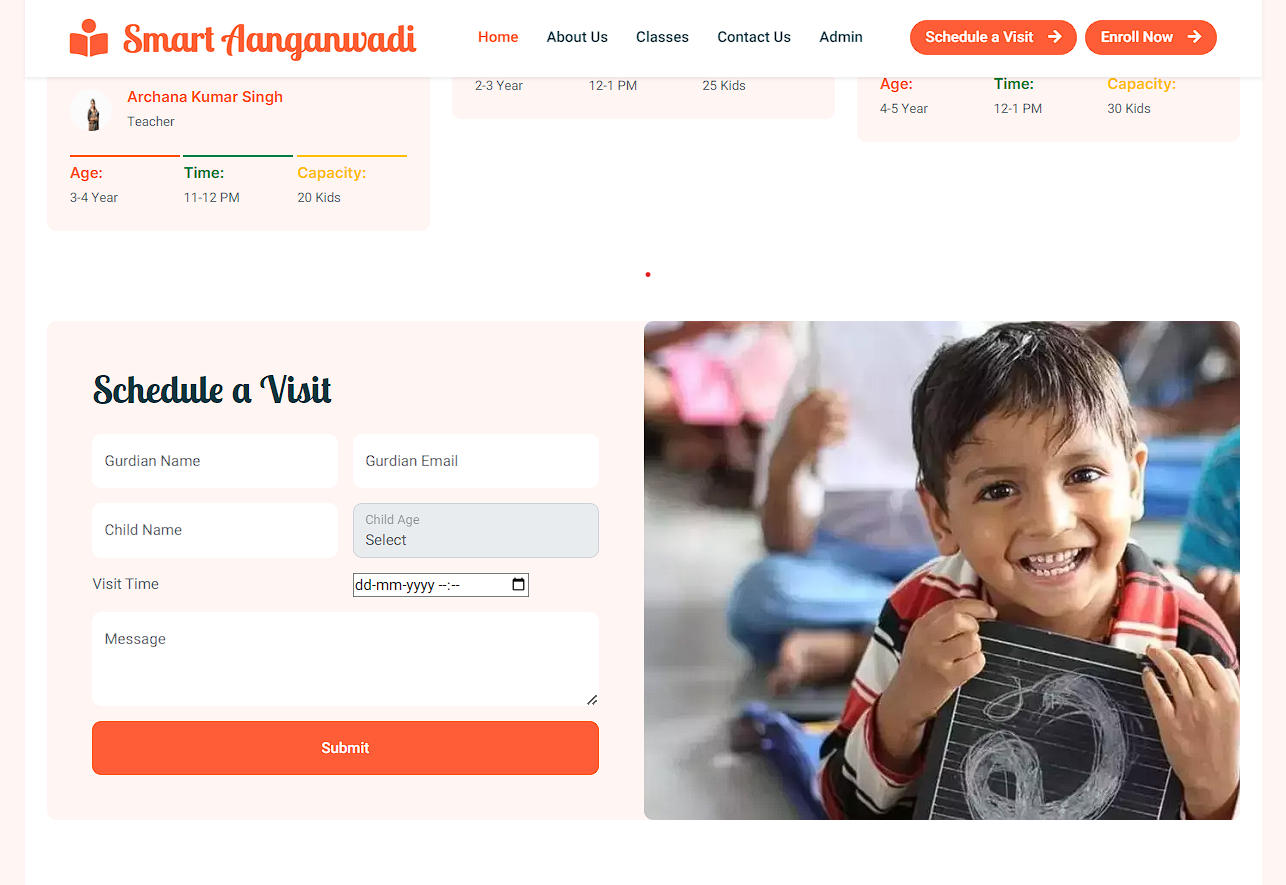 Smart Aanganwadi
Home About Us Classes Contact Us Admin Schedule a Visit Enroll Now
Archana Kumar Singh
Teacher
Age: Time: Capacity:
3-4 Year 11-12 PM 20 Kids
2-3 Year 12-1 PM 25 Kids
Age: Time: Capacity:
4-5 Year 12-1 PM 30 Kids
Schedule a Visit
Gurdian Name Gurdian Email
Child Name Child Age
Select
Visit Time dd-mm-yyyy --:--
Message
Submit